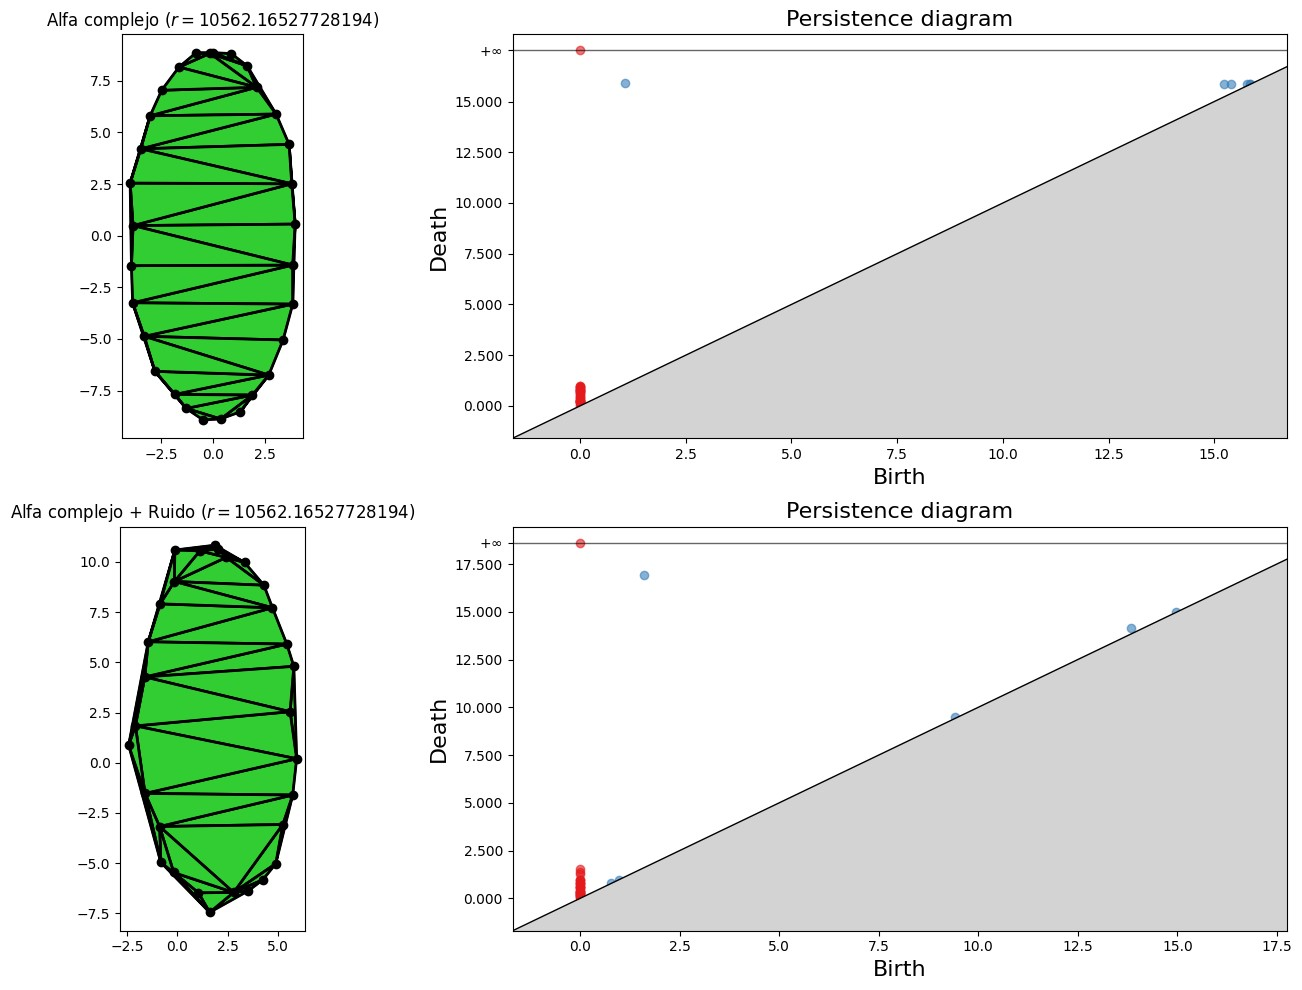 Alfa complejo (r = 10562.16527728194)
7.5
5.0
2.5
0.0
−2.5
−5.0
−7.5
−2.5 0.0 2.5
Persistence diagram
Death
+∞
15.000
12.500
10.000
7.500
5.000
2.500
0.000
0.0 2.5 5.0 7.5 10.0 12.5 15.0
Birth
Alfa complejo + Ruido (r = 10562.16527728194)
10.0
7.5
5.0
2.5
0.0
−2.5
−5.0
−7.5
−2.5 0.0 2.5 5.0
Persistence diagram
Death
+∞
17.500
15.000
12.500
10.000
7.500
5.000
2.500
0.000
0.0 2.5 5.0 7.5 10.0 12.5 15.0 17.5
Birth